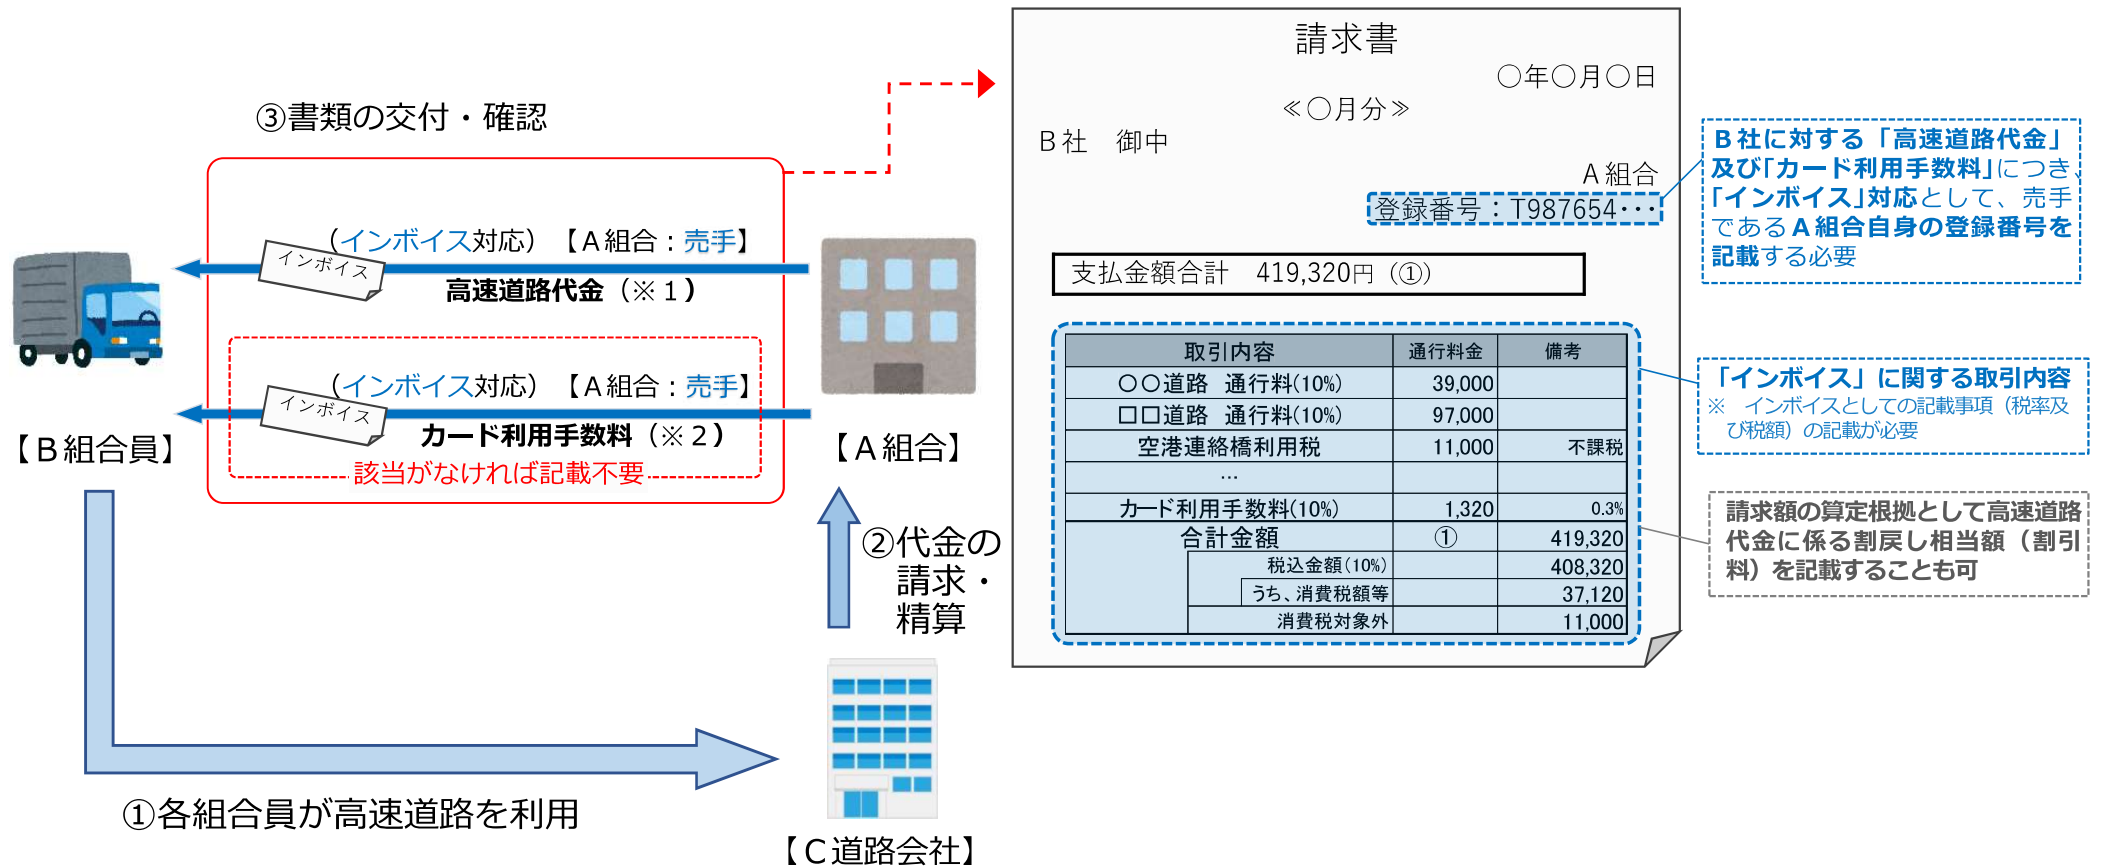 ③書類の交付・確認
（インボイス対応）【Ａ組合：売手】
インボイス
高速道路代金（※１）
（インボイス対応）【Ａ組合：売手】
インボイス
カード利用手数料（※２）
該当がなければ記載不要
【Ｂ組合員】
【Ａ組合】
②代金の
請求・
精算
①各組合員が高速道路を利用
【Ｃ道路会社】
請求書
〇年〇月〇日
≪〇月分≫
Ｂ社　御中
Ａ組合
登録番号：T987654・・・
支払金額合計　419,320円（①）
取引内容 通行料金 備考
〇〇道路　通行料(10%) 39,000
□□道路　通行料(10%) 97,000
空港連絡橋利用税 11,000 不課税
…
カード利用手数料(10%) 1,320 0.3%
合計金額 ① 419,320
税込金額(10%) 408,320
うち、消費税額等 37,120
消費税対象外 11,000
Ｂ社に対する「高速道路代金」
及び「カード利用手数料」につき、
「インボイス」対応として、売手
であるＡ組合自身の登録番号を
記載する必要
「インボイス」に関する取引内容
※　インボイスとしての記載事項（税率及
び税額）の記載が必要
請求額の算定根拠として高速道路
代金に係る割戻し相当額（割引
料）を記載することも可